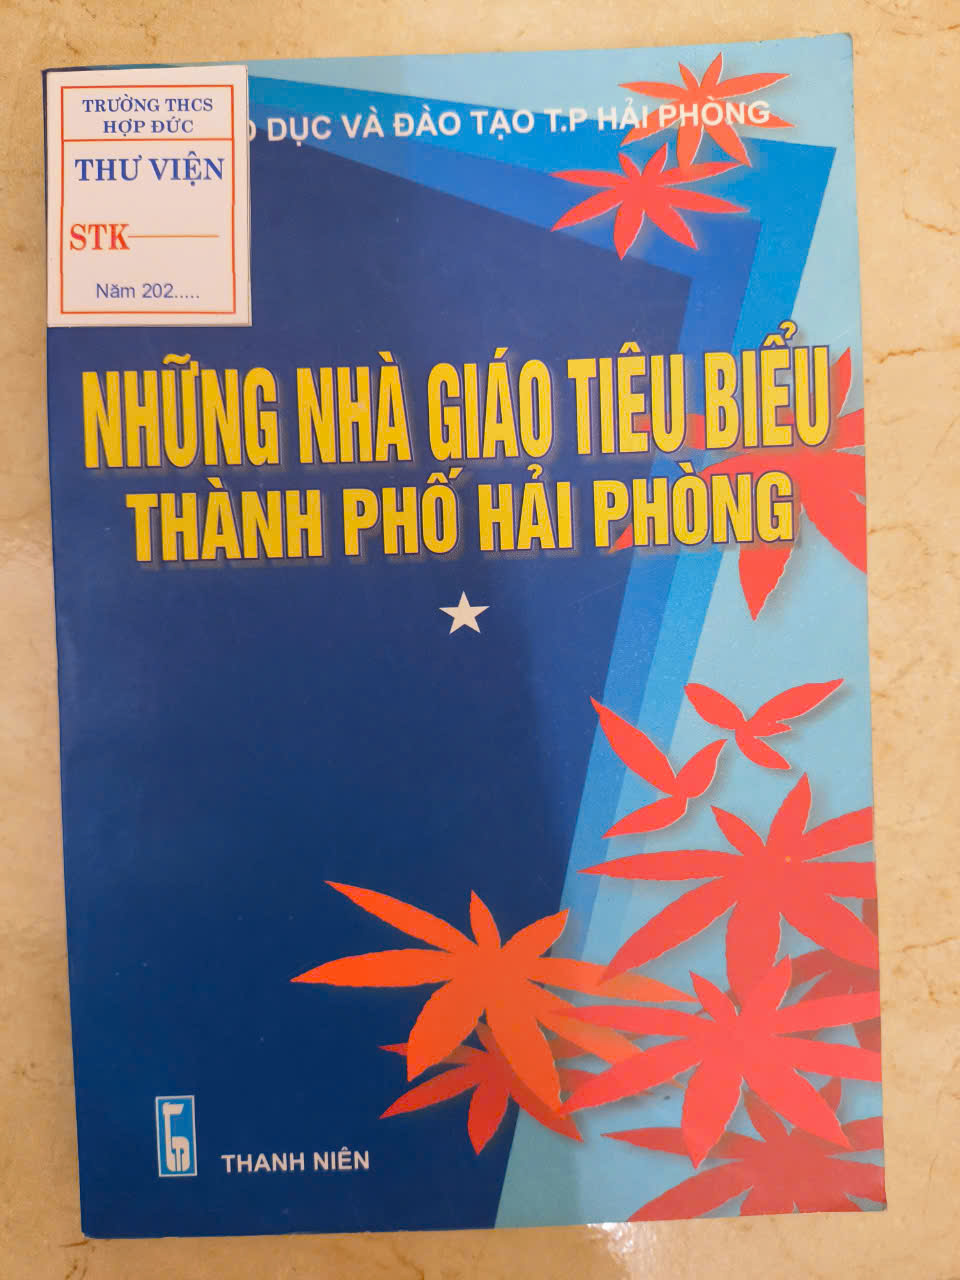 TRƯỜNG THCS
HỢP ĐỨC
THƯ VIỆN
STK
Năm 202.....
DỤC VÀ ĐÀO TẠO T.P HẢI PHÒNG
NHỮNG NHÀ GIÁO TIÊU BIỂU
THÀNH PHỐ HẢI PHÒNG
THANH NIÊN